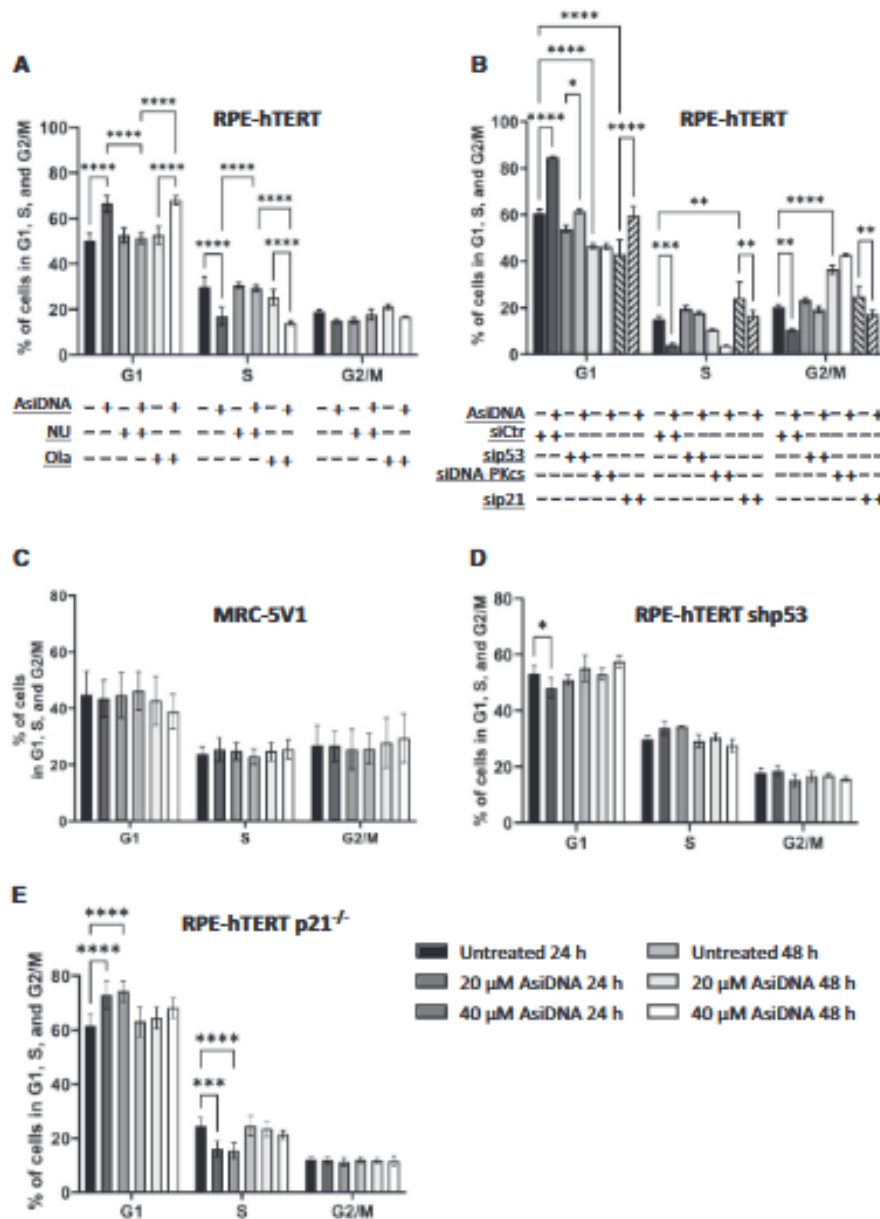 A
RPE-hTERT
**** **** **** ****
**** **** **** **** ****
% of cells in G1, S, and G2/M
100
80
60
40
20
0
G1 S G2/M
AsiDNA - + - + - + - + - + - + - + - + - +
NU - - + + - - - - + + - - - - + + - -
Ola - - - - + + - - - - + + - - - - + +
B
RPE-hTERT
****
****
*
**** ****
** ****
*** ** ** **
% of cells in G1, S, and G2/M
100
80
60
40
20
0
G1 S G2/M
AsiDNA
siCtr
sip53
siDNA PKcs
sip21
C
MRC-5V1
% of cells
in G1, S, and G2/M
80
60
40
20
0
G1 S G2/M
D
RPE-hTERT shp53
*
% of cells in G1, S, and G2/M
80
60
40
20
0
G1 S G2/M
E
RPE-hTERT p21-/-
****
****
****
***
% of cells in G1, S, and G2/M
80
60
40
20
0
G1 S G2/M
Untreated 24 h
20 µM AsiDNA 24 h
40 µM AsiDNA 24 h
Untreated 48 h
20 µM AsiDNA 48 h
40 µM AsiDNA 48 h